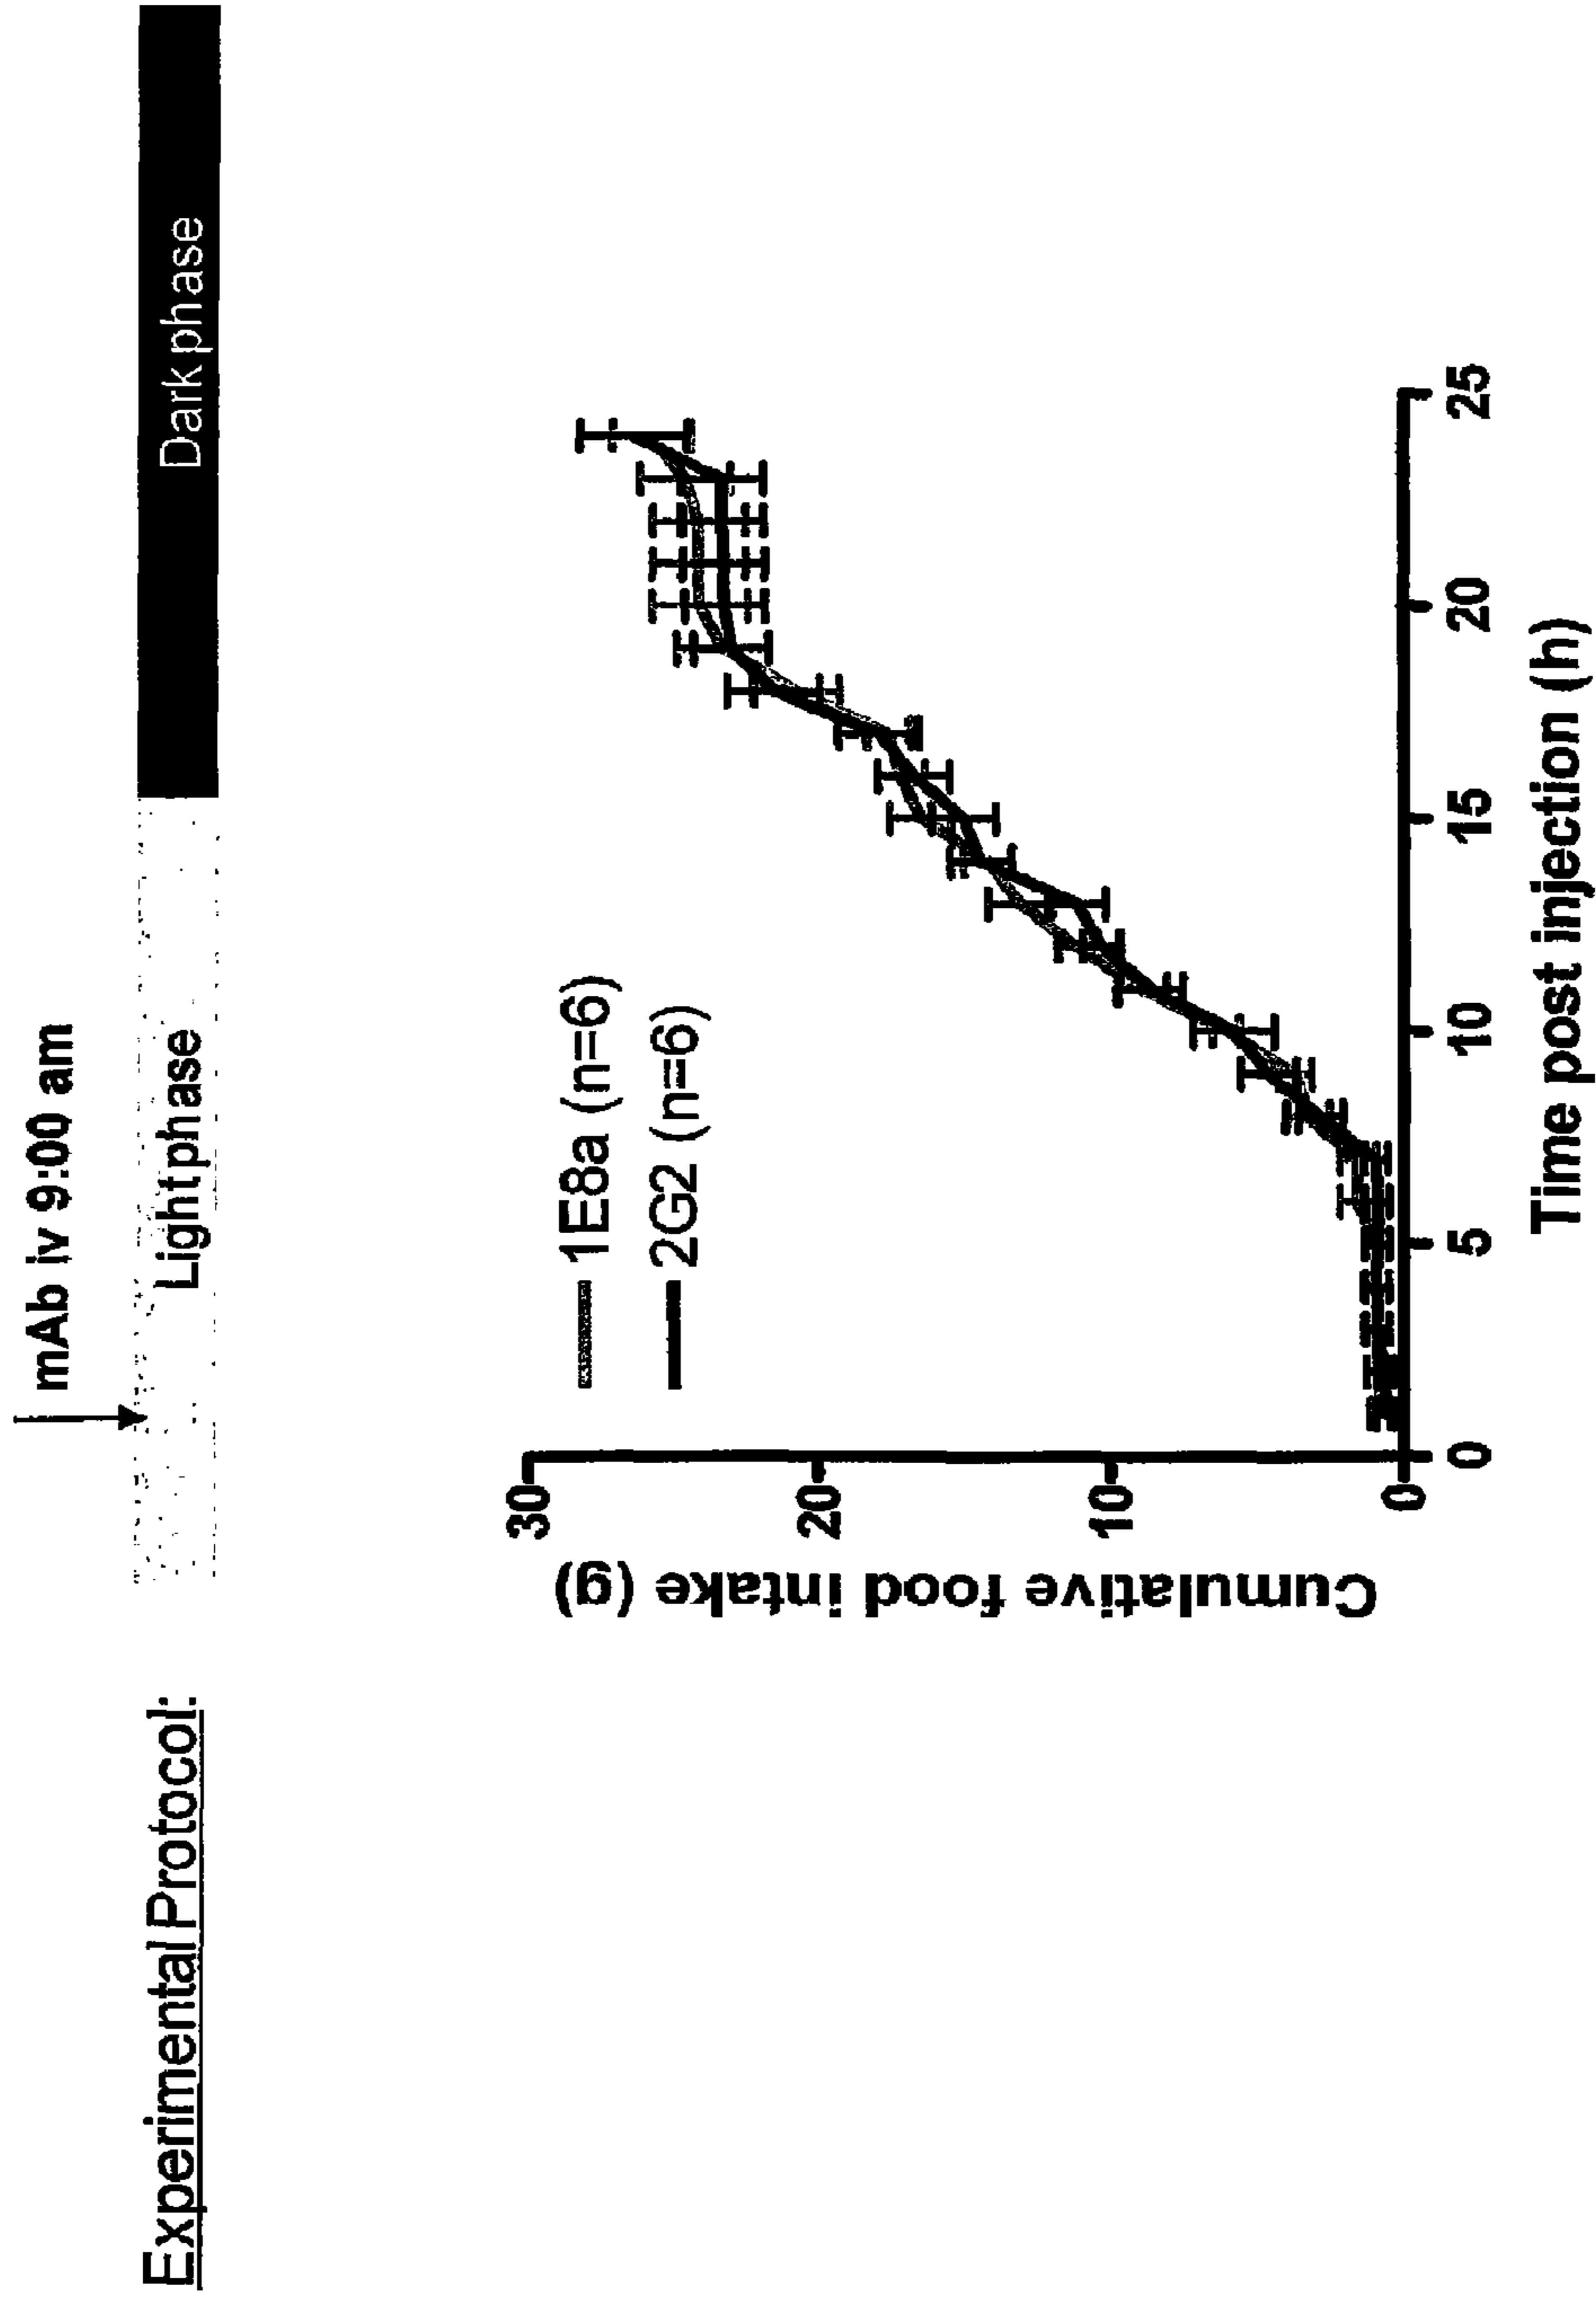 mAb iv 9:00 am
Experimental Protocol:
Light phase
Dark phase
1E8a (n=6)
2G2 (n=6)
Cumulative food intake (g)
30
20
10
0
0
5
10
15
20
25
Time post injection (h)